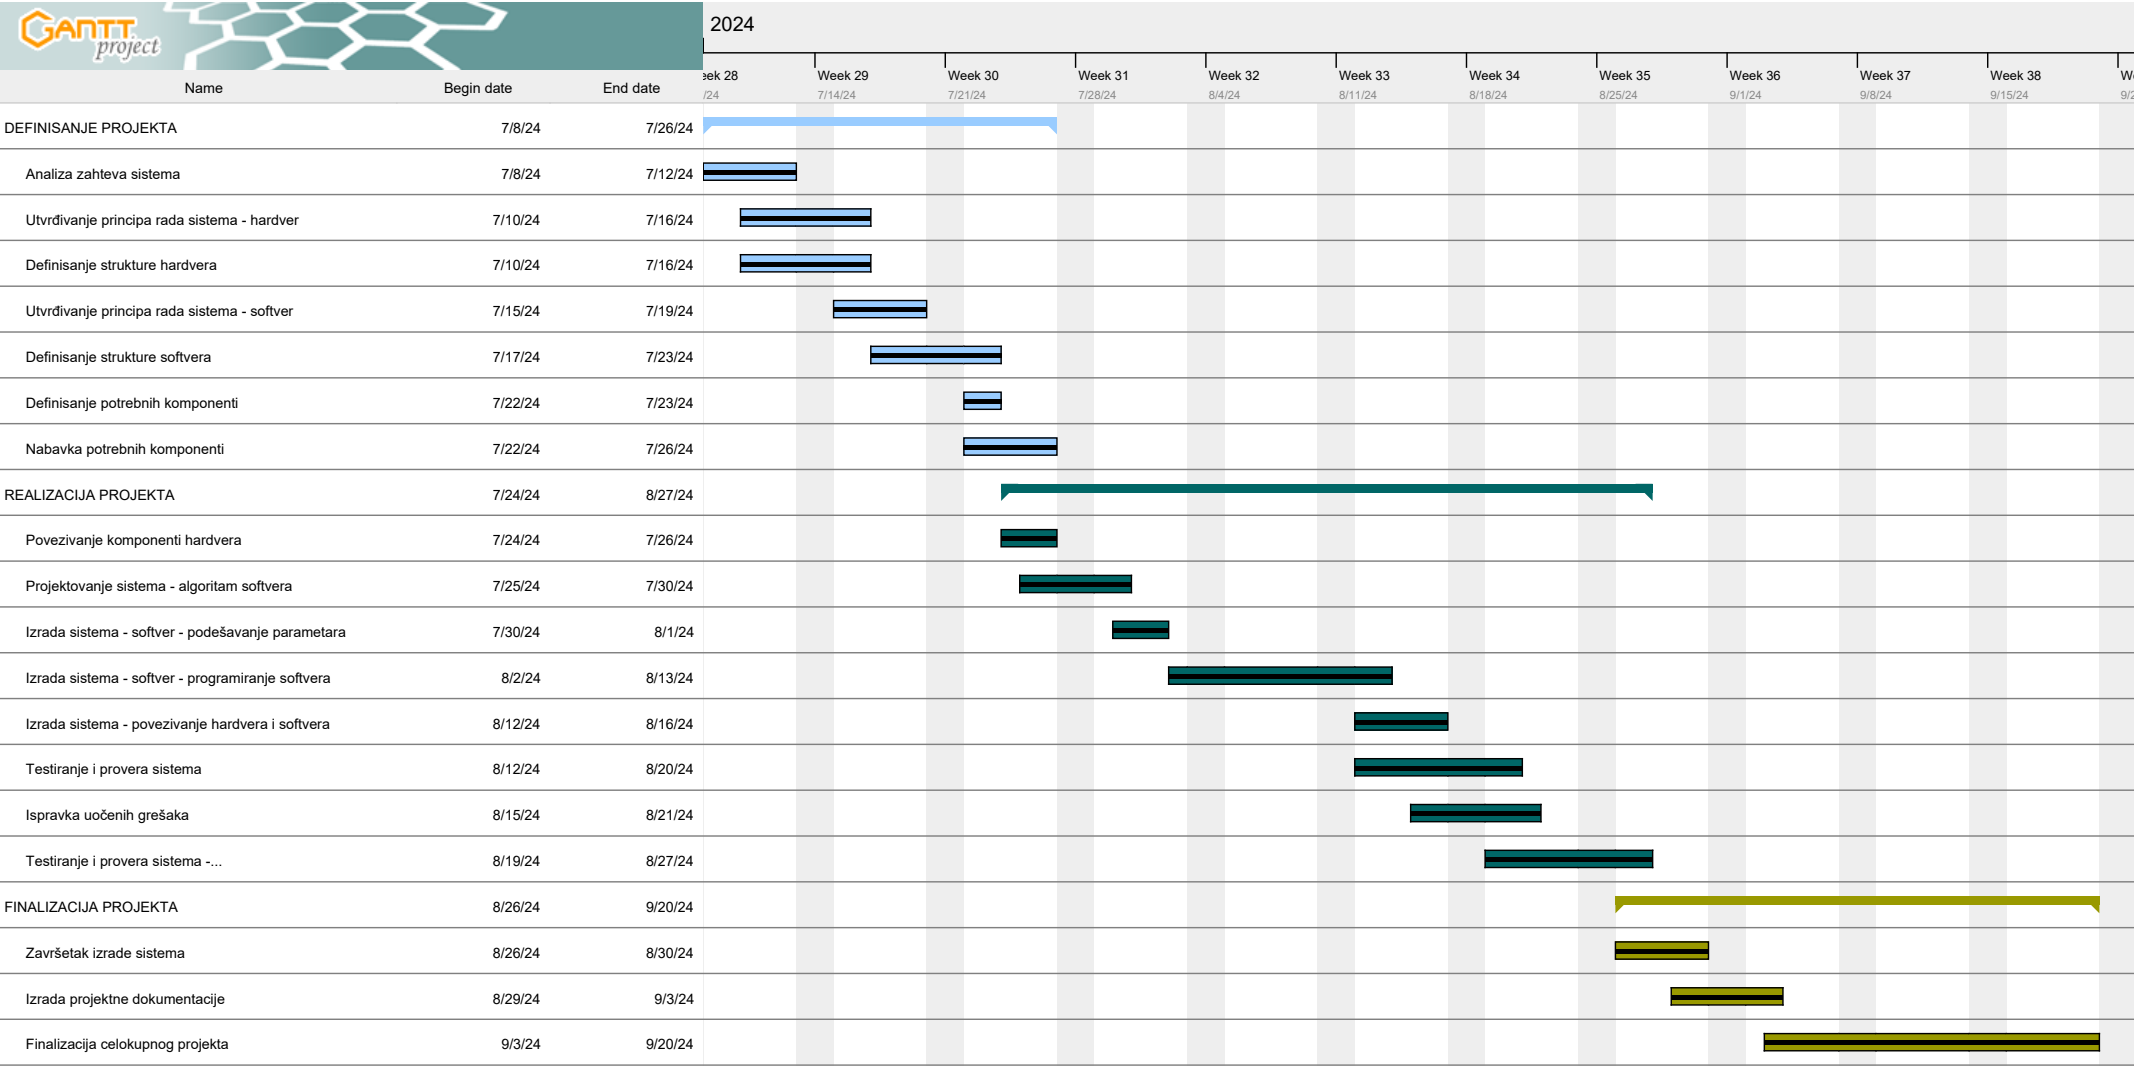 GANTT
project
2024
eek 28 Week 29 Week 30 Week 31 Week 32 Week 33 Week 34 Week 35 Week 36 Week 37 Week 38
Name Begin date End date /24 7/14/24 7/21/24 7/28/24 8/4/24 8/11/24 8/18/24 8/25/24 9/1/24 9/8/24 9/15/24
DEFINISANJE PROJEKTA 7/8/24 7/26/24
Analiza zahteva sistema 7/8/24 7/12/24
Utvrđivanje principa rada sistema - hardver 7/10/24 7/16/24
Definisanje strukture hardvera 7/10/24 7/16/24
Utvrđivanje principa rada sistema - softver 7/15/24 7/19/24
Definisanje strukture softvera 7/17/24 7/23/24
Definisanje potrebnih komponenti 7/22/24 7/23/24
Nabavka potrebnih komponenti 7/22/24 7/26/24
REALIZACIJA PROJEKTA 7/24/24 8/27/24
Povezivanje komponenti hardvera 7/24/24 7/26/24
Projektovanje sistema - algoritam softvera 7/25/24 7/30/24
Izrada sistema - softver - podešavanje parametara 7/30/24 8/1/24
Izrada sistema - softver - programiranje softvera 8/2/24 8/13/24
Izrada sistema - povezivanje hardvera i softvera 8/12/24 8/16/24
Testiranje i provera sistema 8/12/24 8/20/24
Ispravka uočenih grešaka 8/15/24 8/21/24
Testiranje i provera sistema -... 8/19/24 8/27/24
FINALIZACIJA PROJEKTA 8/26/24 9/20/24
Završetak izrade sistema 8/26/24 8/30/24
Izrada projektne dokumentacije 8/29/24 9/3/24
Finalizacija celokupnog projekta 9/3/24 9/20/24